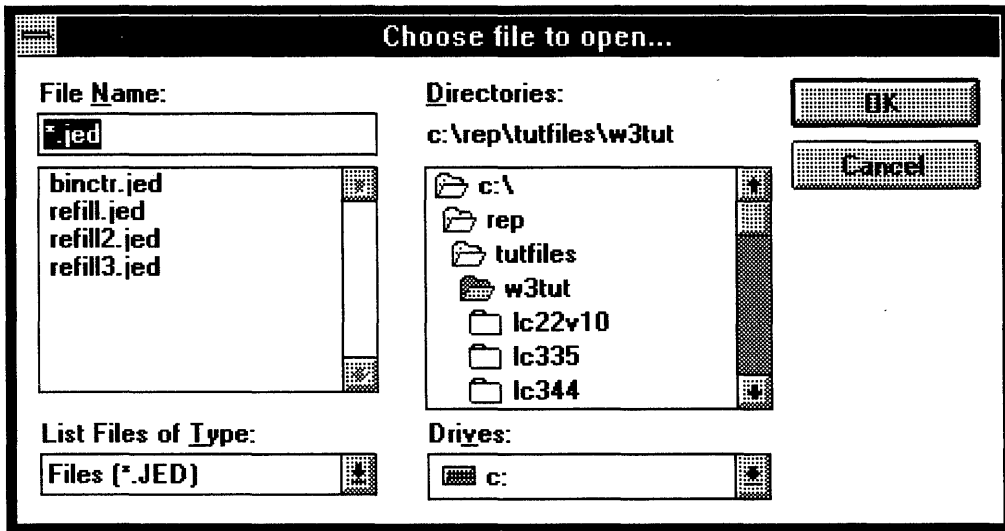 Choose file to open...
File Name:
*.jed
binctr.jed
refill.jed
refill2.jed
refill3.jed
List Files of Type:
Files (*.JED)
Directories:
c:\rep\tutfiles\w3tut
c:\
rep
tutfiles
w3tut
lc22v10
lc335
lc344
Drives:
c:
OK
Cancel